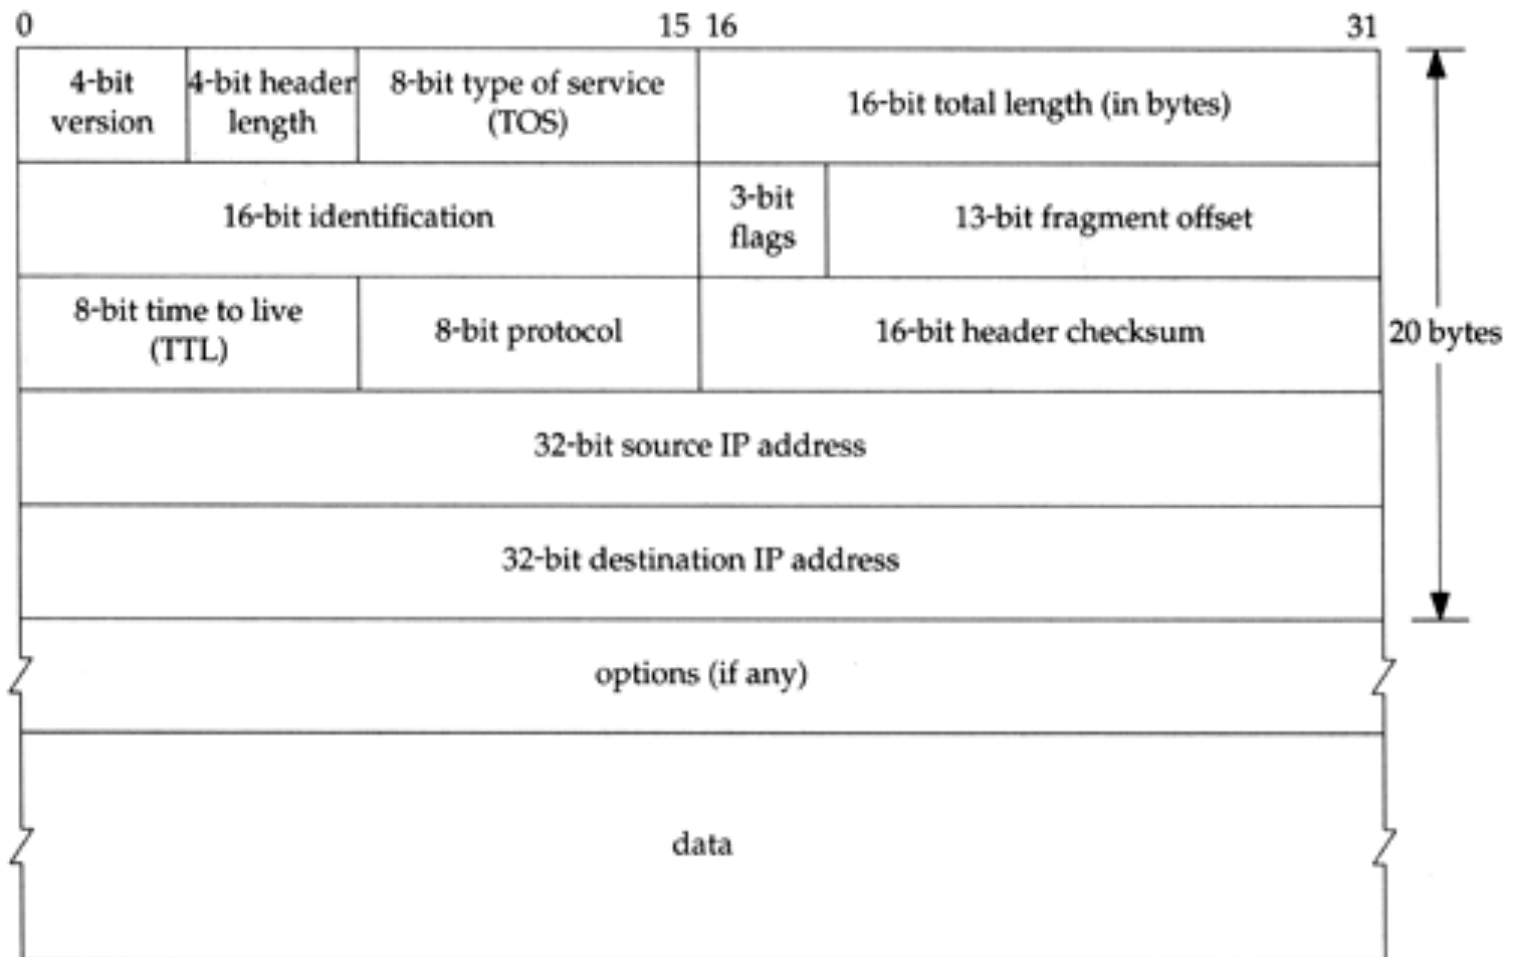 0 15 16 31
4-bit version
4-bit header length
8-bit type of service (TOS)
16-bit total length (in bytes)
16-bit identification
3-bit flags
13-bit fragment offset
8-bit time to live (TTL)
8-bit protocol
16-bit header checksum
20 bytes
32-bit source IP address
32-bit destination IP address
options (if any)
data